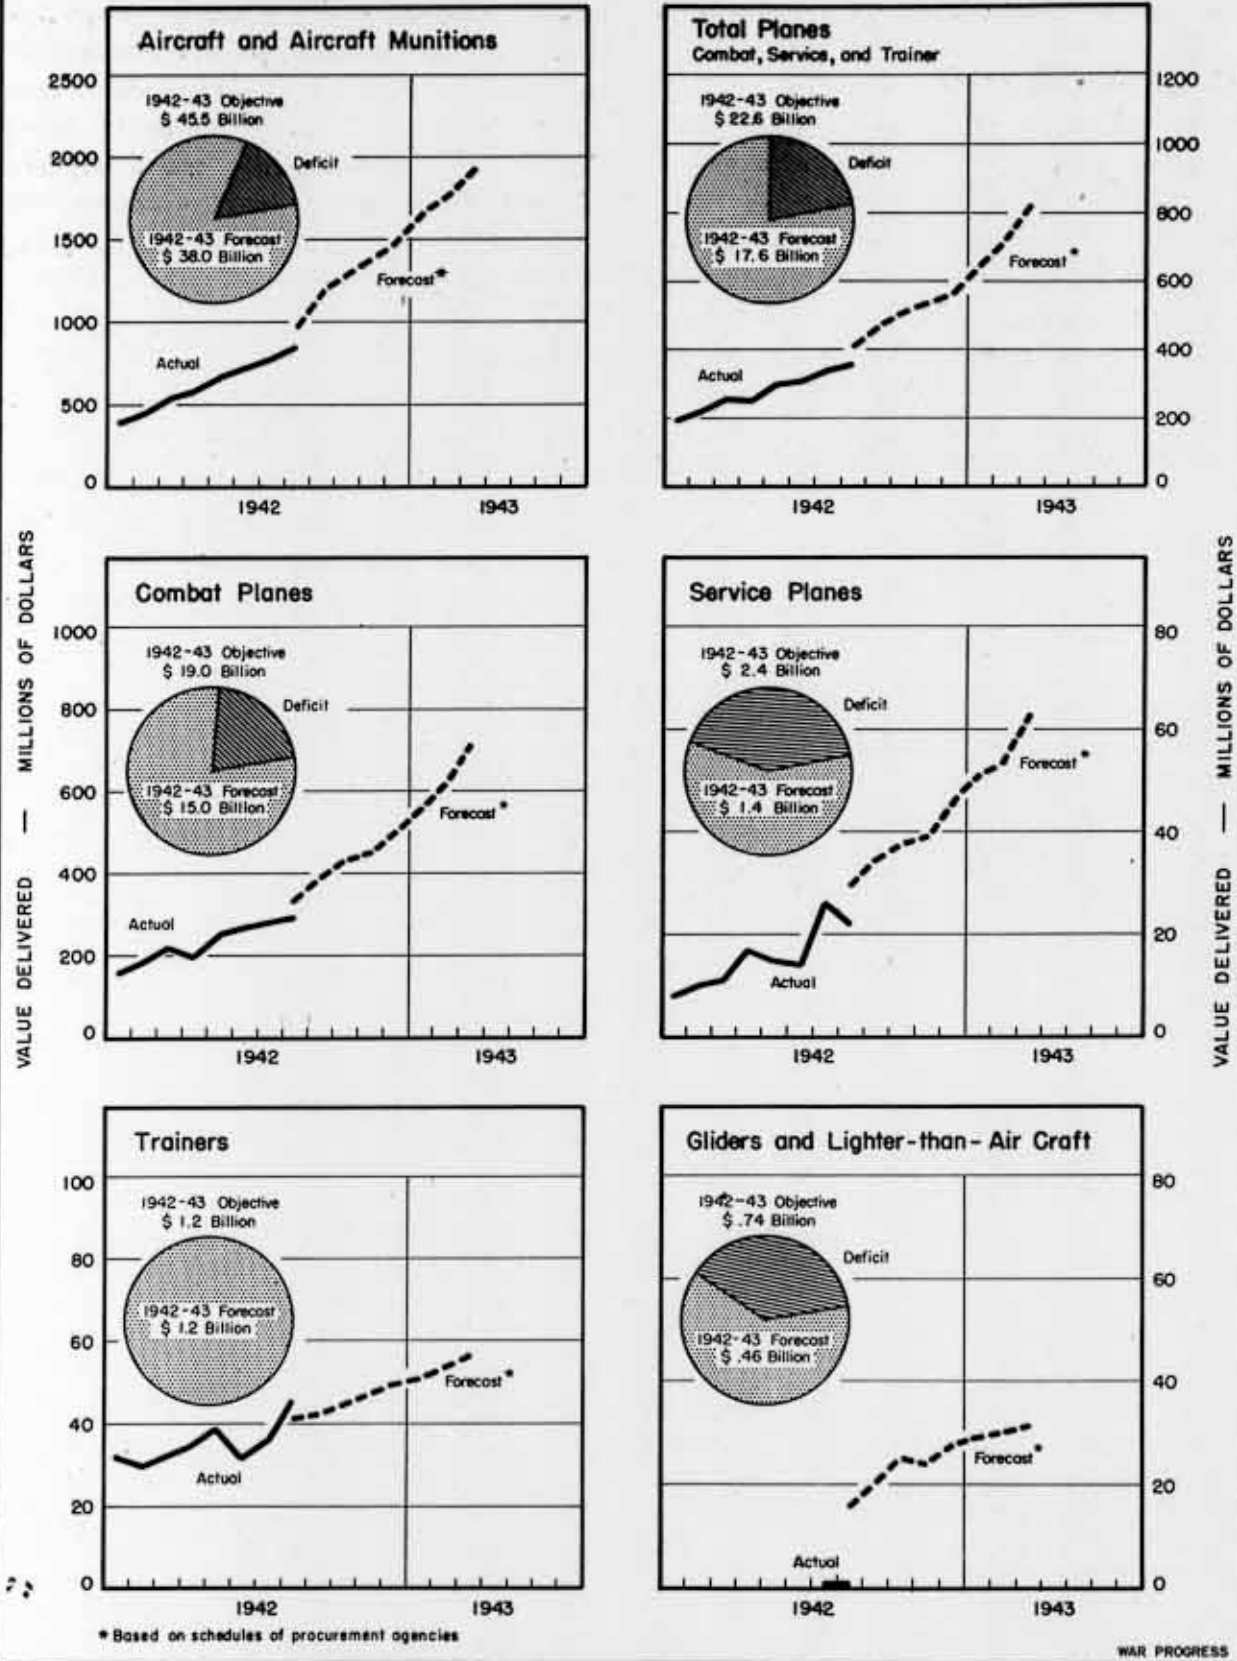 Aircraft and Aircraft Munitions
2500
2000
1500
1000
500
0
1942-43 Objective
$ 45.5 Billion
Deficit
1942-43 Forecast
$ 38.0 Billion
Forecast*
Actual
1942
1943
Total Planes
Combat, Service, and Trainer
1200
1000
800
600
400
200
0
1942-43 Objective
$ 22.6 Billion
Deficit
1942-43 Forecast
$ 17.6 Billion
Forecast*
Actual
1942
1943
VALUE DELIVERED — MILLIONS OF DOLLARS
Combat Planes
1000
800
600
400
200
0
1942-43 Objective
$ 19.0 Billion
Deficit
1942-43 Forecast
$ 15.0 Billion
Forecast*
Actual
1942
1943
Service Planes
80
60
40
20
0
1942-43 Objective
$ 2.4 Billion
Deficit
1942-43 Forecast
$ 1.4 Billion
Forecast*
Actual
1942
1943
VALUE DELIVERED — MILLIONS OF DOLLARS
Trainers
100
80
60
40
20
0
1942-43 Objective
$ 1.2 Billion
1942-43 Forecast
$ 1.2 Billion
Forecast*
Actual
1942
1943
Gliders and Lighter-than-Air Craft
80
60
40
20
0
1942-43 Objective
$ .74 Billion
Deficit
1942-43 Forecast
$ .46 Billion
Forecast*
Actual
1942
1943
* Based on schedules of procurement agencies
WAR PROGRESS